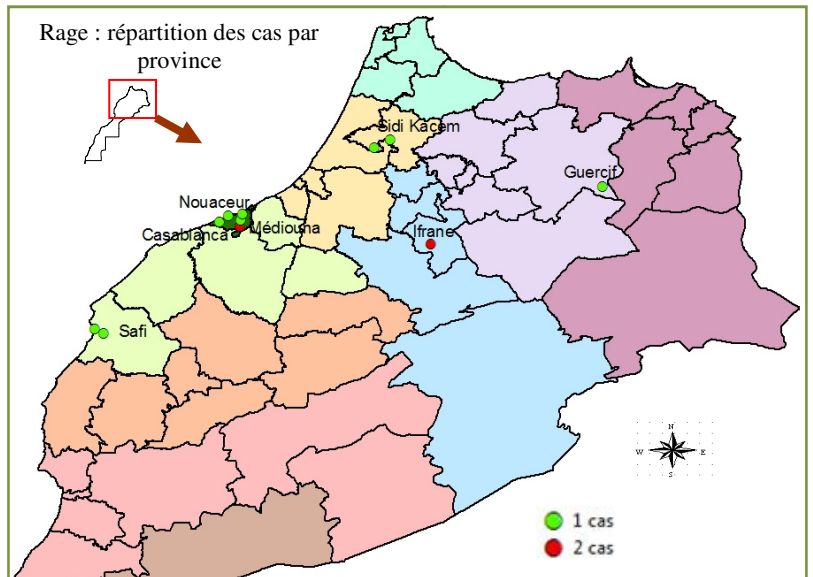 Rage : répartition des cas par
province
Sidi Kacem
Guercif
Nouaceur
Casablanca
Médiouna
Ifrane
Safi
N
W
E
S
1 cas
2 cas